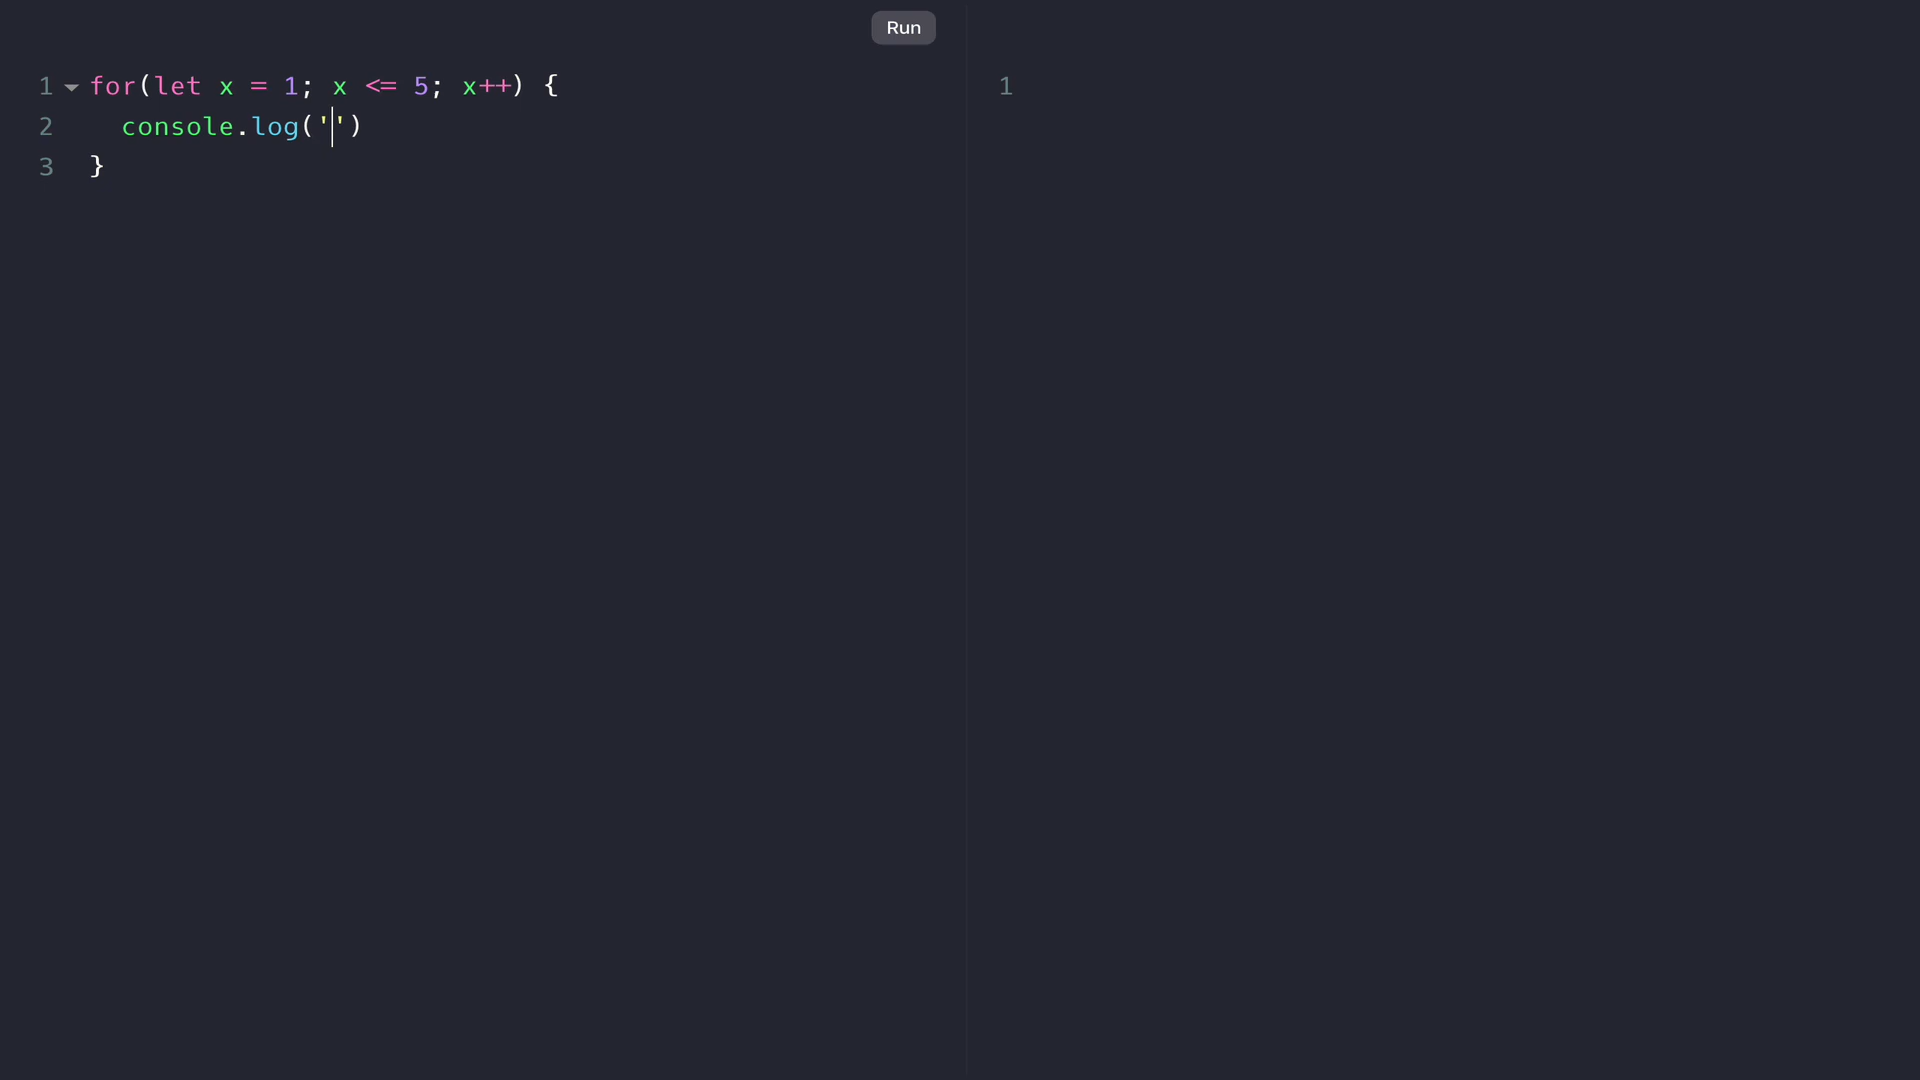 Run
1 for(let x = 1; x <= 5; x++) {
2   console.log('')
3 }
1